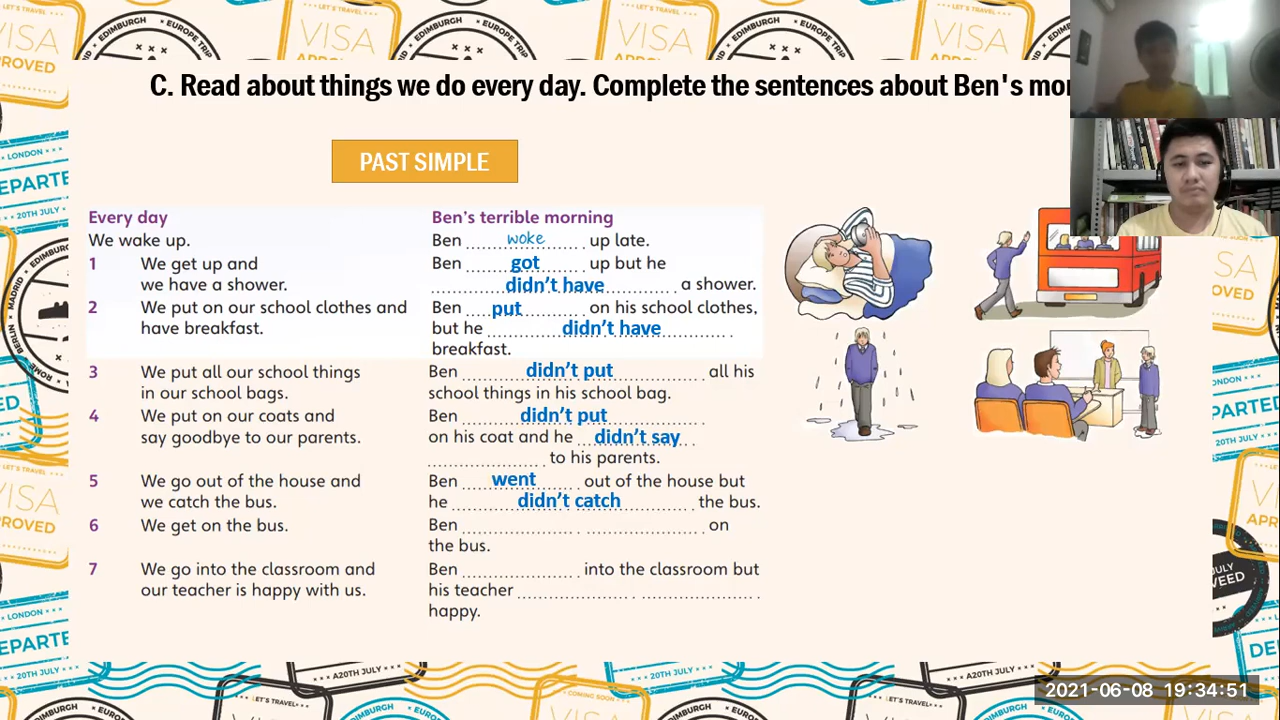 C. Read about things we do every day. Complete the sentences about Ben's mor
PAST SIMPLE
Every day
We wake up.
1 We get up and
we have a shower.
2 We put on our school clothes and
have breakfast.
3 We put all our school things
in our school bags.
4 We put on our coats and
say goodbye to our parents.
5 We go out of the house and
we catch the bus.
6 We get on the bus.
7 We go into the classroom and
our teacher is happy with us.
Ben's terrible morning
Ben woke up late.
Ben got up but he
didn't have a shower.
Ben put on his school clothes,
but he didn't have
breakfast.
Ben didn't put all his
school things in his school bag.
Ben didn't put
on his coat and he didn't say
to his parents.
Ben went out of the house but
he didn't catch the bus.
Ben on
the bus.
Ben into the classroom but
his teacher
happy.
2021-06-08 19:34:51